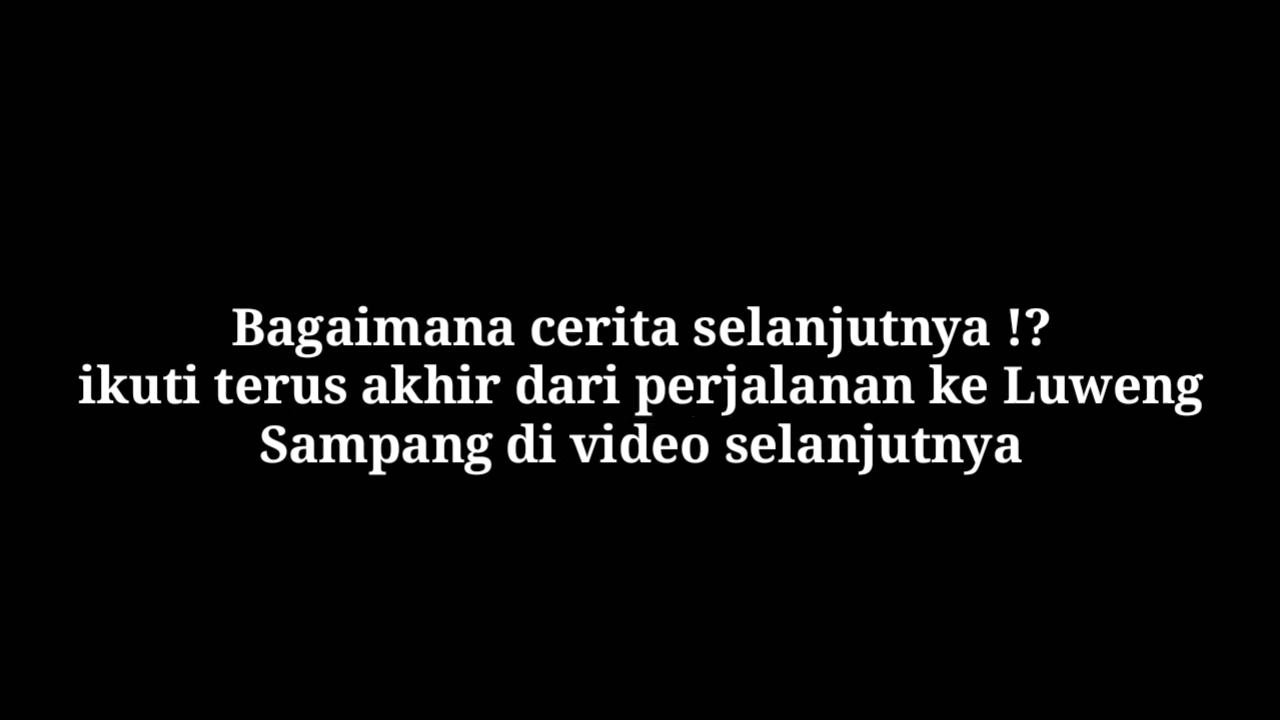 Bagaimana cerita selanjutnya !?
ikuti terus akhir dari perjalanan ke Luweng
Sampang di video selanjutnya